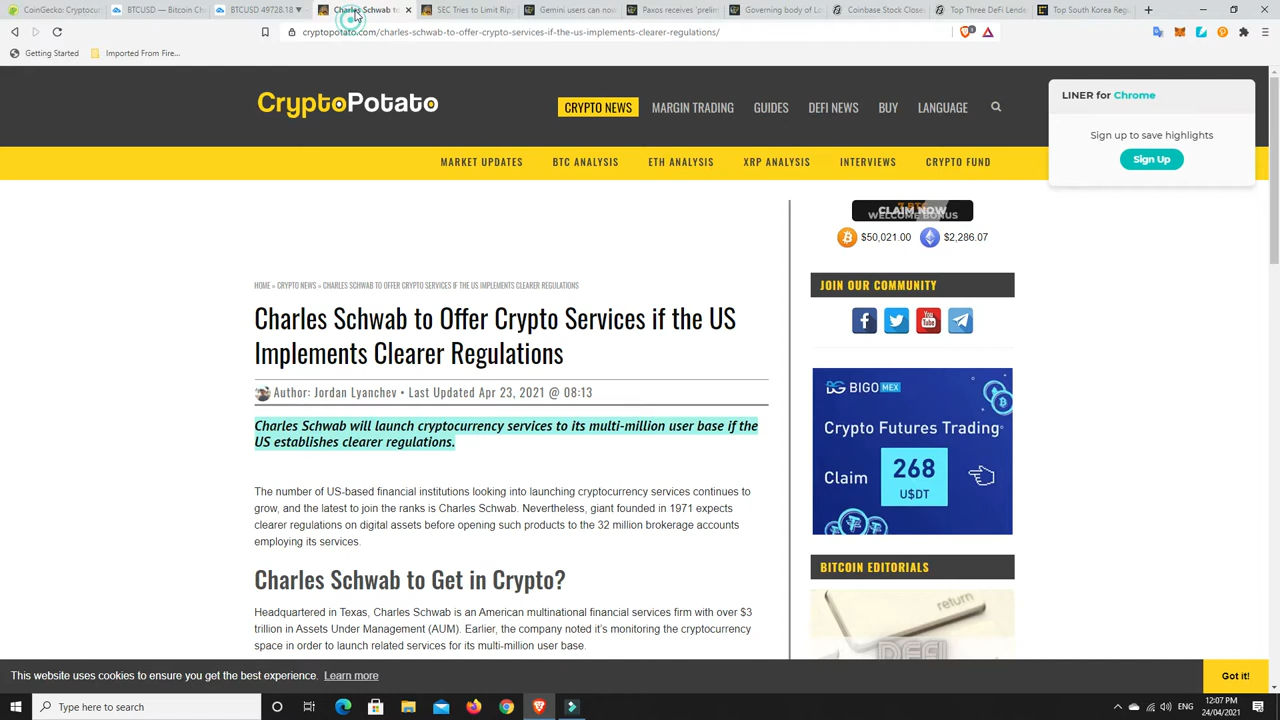 CoinGecko: Cryptocur
BTCUSD — Bitcoin Cha
BTCUSD 49728.18 ▼
Charles Schwab to
SEC Tries to Limit Ripp
Gemini users can now
Paxos receives 'prelim
Governing body of Lo
Coinbase Stock Closes
Top Three DeFi Lende
Top South Korea Regu
cryptopotato.com/charles-schwab-to-offer-crypto-services-if-the-us-implements-clearer-regulations/
Getting Started
Imported From Fire...
CryptoPotato
CRYPTO NEWS
MARGIN TRADING
GUIDES
DEFI NEWS
BUY
LANGUAGE
LINER for Chrome
Sign up to save highlights
Sign Up
MARKET UPDATES
BTC ANALYSIS
ETH ANALYSIS
XRP ANALYSIS
INTERVIEWS
CRYPTO FUND
CLAIM NOW
WELCOME BONUS
$50,021.00
$2,286.07
HOME » CRYPTO NEWS » CHARLES SCHWAB TO OFFER CRYPTO SERVICES IF THE US IMPLEMENTS CLEARER REGULATIONS
Charles Schwab to Offer Crypto Services if the US
Implements Clearer Regulations
Author: Jordan Lyanchev • Last Updated Apr 23, 2021 @ 08:13
Charles Schwab will launch cryptocurrency services to its multi-million user base if the
US establishes clearer regulations.
The number of US-based financial institutions looking into launching cryptocurrency services continues to
grow, and the latest to join the ranks is Charles Schwab. Nevertheless, giant founded in 1971 expects
clearer regulations on digital assets before opening such products to the 32 million brokerage accounts
employing its services.
Charles Schwab to Get in Crypto?
Headquartered in Texas, Charles Schwab is an American multinational financial services firm with over $3
trillion in Assets Under Management (AUM). Earlier, the company noted it's monitoring the cryptocurrency
space in order to launch related services for its multi-million user base.
JOIN OUR COMMUNITY
You
Tube
BIGOMEX
Crypto Futures Trading
Claim
268
U$DT
BITCOIN EDITORIALS
return
DEFI
This website uses cookies to ensure you get the best experience. Learn more
Got it!
Type here to search
ENG
12:07 PM
24/04/2021